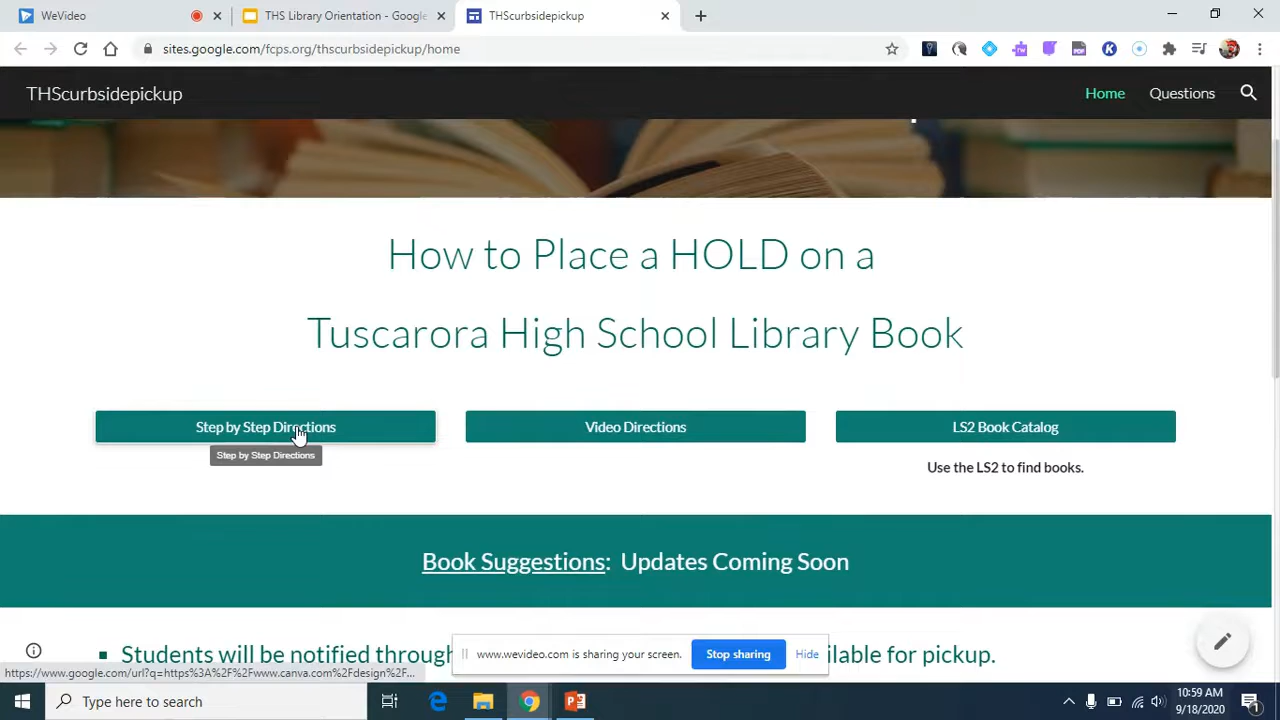 WeVideo
THS Library Orientation - Google
THScurbsidepickup
sites.google.com/fcps.org/thscurbsidepickup/home
THScurbsidepickup
Home
Questions
How to Place a HOLD on a
Tuscarora High School Library Book
Step by Step Directions
Video Directions
LS2 Book Catalog
Step by Step Directions
Use the LS2 to find books.
Book Suggestions: Updates Coming Soon
Students will be notified through
ilable for pickup.
www.wevideo.com is sharing your screen.
Stop sharing
Hide
https://www.google.com/url?q=https%3A%2F%2Fwww.canva.com%2Fdesign%2F...
Type here to search
10:59 AM
9/18/2020